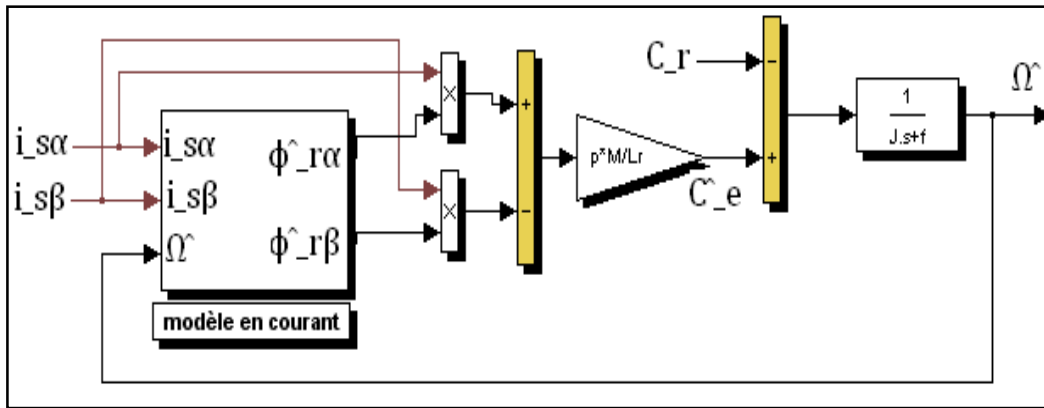 C_r
Ω^
i_sα
i_sβ
i_sα
i_sβ
Ω^
ϕ^_rα
ϕ^_rβ
×
×
+
-
p*M/Lr
C^_e
-
+
1
J.s+f
modèle en courant